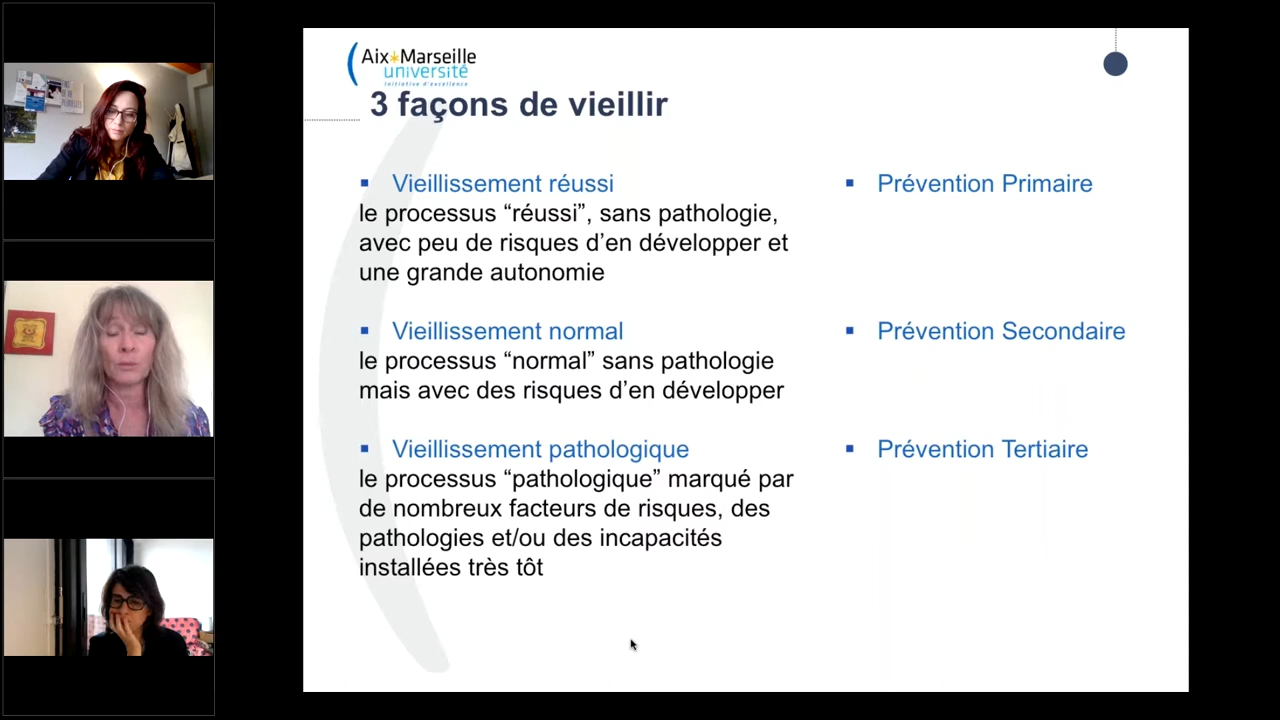 Aix✶Marseille
université
Initiative d'excellence
3 façons de vieillir
▪ Vieillissement réussi
le processus “réussi”, sans pathologie,
avec peu de risques d’en développer et
une grande autonomie
▪ Vieillissement normal
le processus “normal” sans pathologie
mais avec des risques d’en développer
▪ Vieillissement pathologique
le processus “pathologique” marqué par
de nombreux facteurs de risques, des
pathologies et/ou des incapacités
installées très tôt
▪ Prévention Primaire
▪ Prévention Secondaire
▪ Prévention Tertiaire